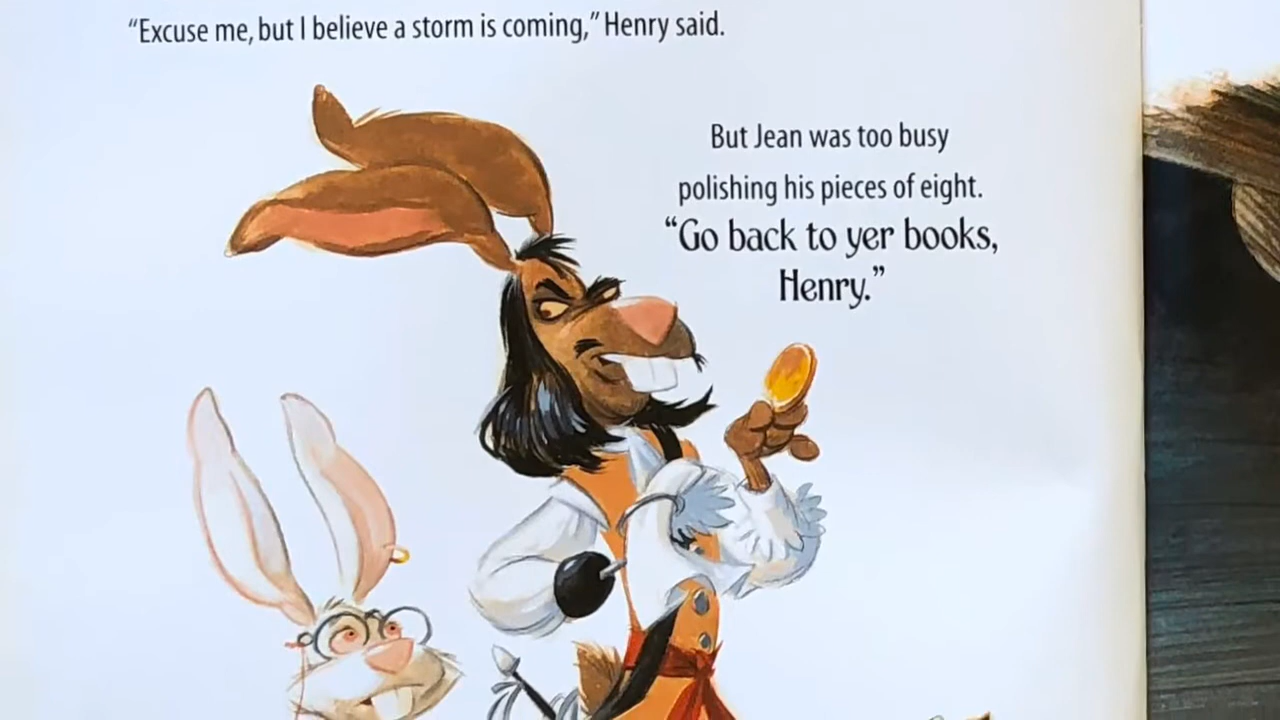 “Excuse me, but I believe a storm is coming,” Henry said.
But Jean was too busy
polishing his pieces of eight.
“Go back to yer books,
Henry.”